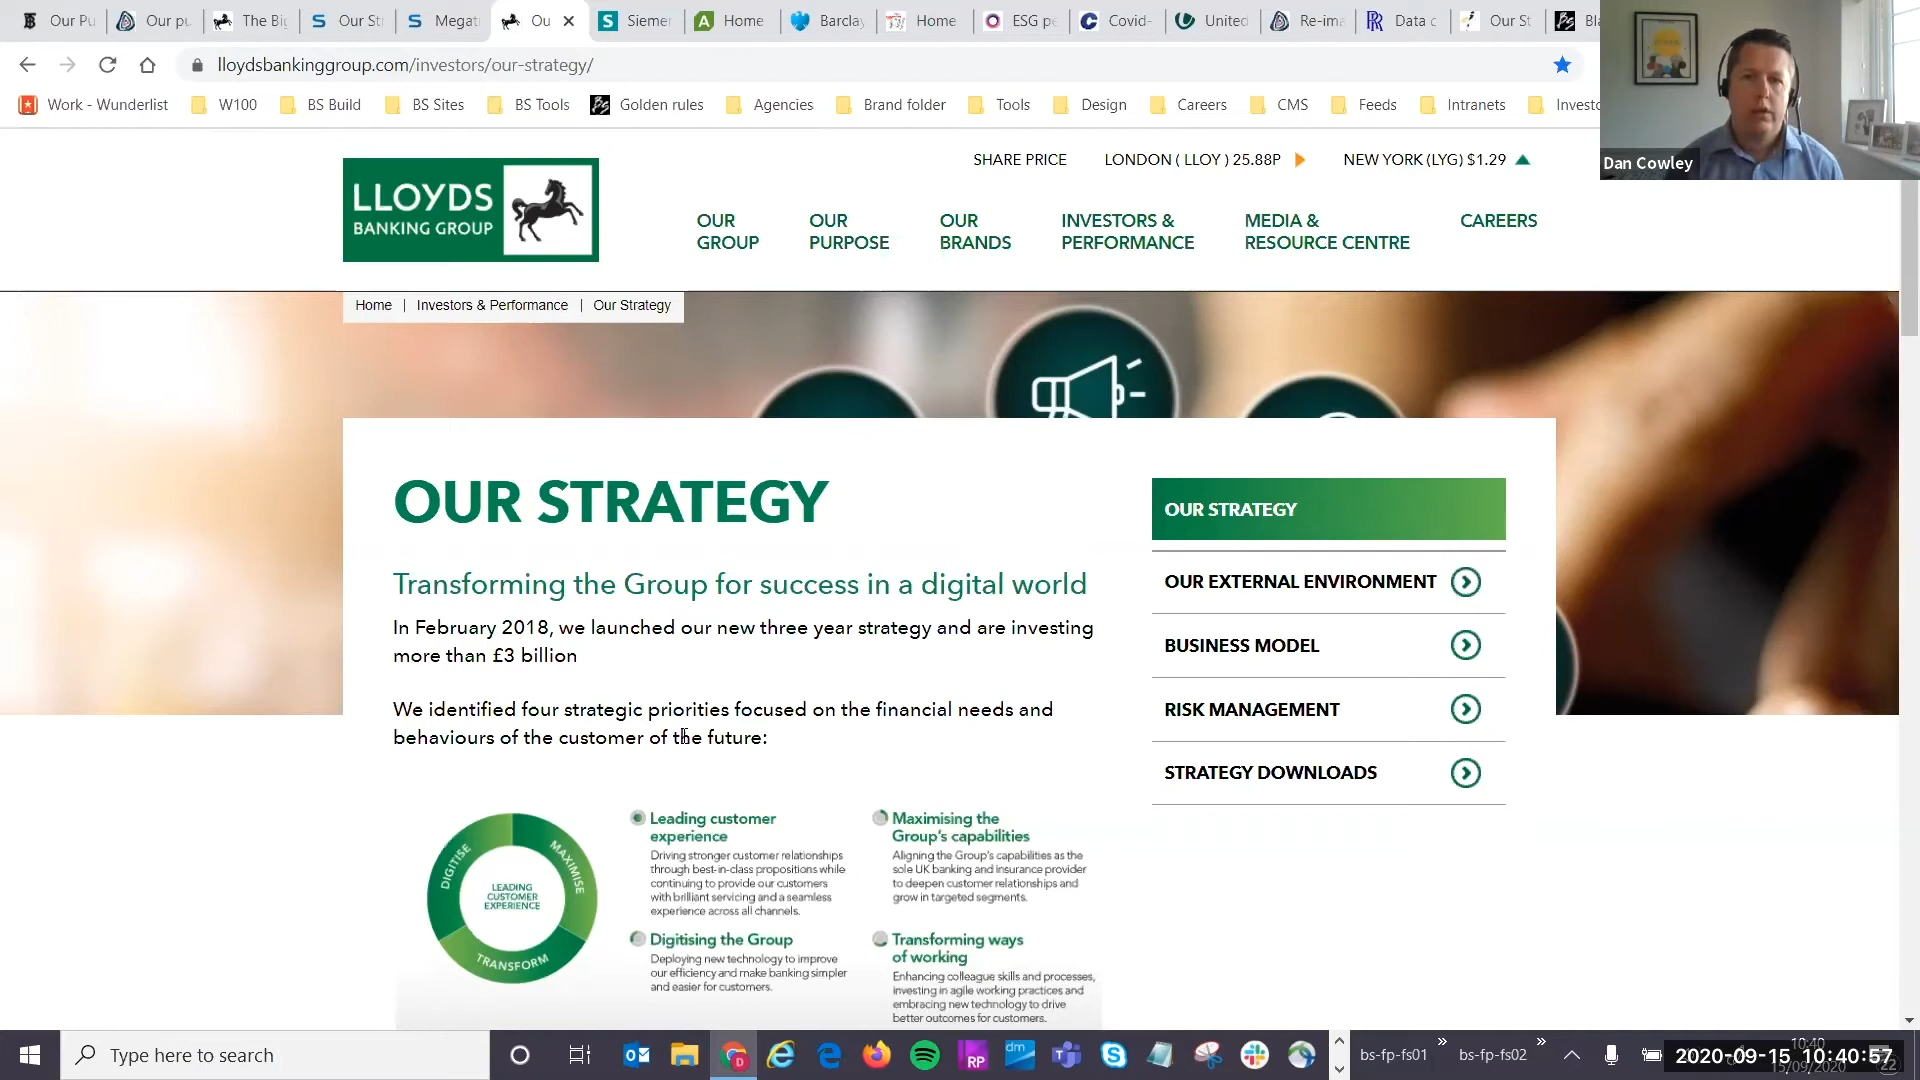 Our Pu
Our pu
The Big
Our St
Megat
Ou
Siemen
Home
Barclay
Home
ESG pe
Covid-
United
Re-ima
Data c
Our St
Bla
lloydsbankinggroup.com/investors/our-strategy/
Work - Wunderlist
W100
BS Build
BS Sites
BS Tools
Golden rules
Agencies
Brand folder
Tools
Design
Careers
CMS
Feeds
Intranets
Investo
Dan Cowley
SHARE PRICE
LONDON ( LLOY ) 25.88P
NEW YORK (LYG) $1.29
LLOYDS
BANKING GROUP
OUR
GROUP
OUR
PURPOSE
OUR
BRANDS
INVESTORS &
PERFORMANCE
MEDIA &
RESOURCE CENTRE
CAREERS
Home | Investors & Performance | Our Strategy
OUR STRATEGY
Transforming the Group for success in a digital world
In February 2018, we launched our new three year strategy and are investing
more than £3 billion
We identified four strategic priorities focused on the financial needs and
behaviours of the customer of the future:
OUR STRATEGY
OUR EXTERNAL ENVIRONMENT
BUSINESS MODEL
RISK MANAGEMENT
STRATEGY DOWNLOADS
DIGITISE
MAXIMISE
TRANSFORM
LEADING
CUSTOMER
EXPERIENCE
Leading customer
experience
Driving stronger customer relationships
through best-in-class propositions while
continuing to provide our customers
with brilliant servicing and a seamless
experience across all channels.
Maximising the
Group's capabilities
Aligning the Group's capabilities as the
sole UK banking and insurance provider
to deepen customer relationships and
grow in targeted segments.
Digitising the Group
Deploying new technology to improve
our efficiency and make banking simpler
and easier for customers.
Transforming ways
of working
Enhancing colleague skills and processes,
investing in agile working practices and
embracing new technology to drive
better outcomes for customers.
Type here to search
bs-fp-fs01
bs-fp-fs02
10:40
15/09/2020
2020-09-15 10:40:57
22